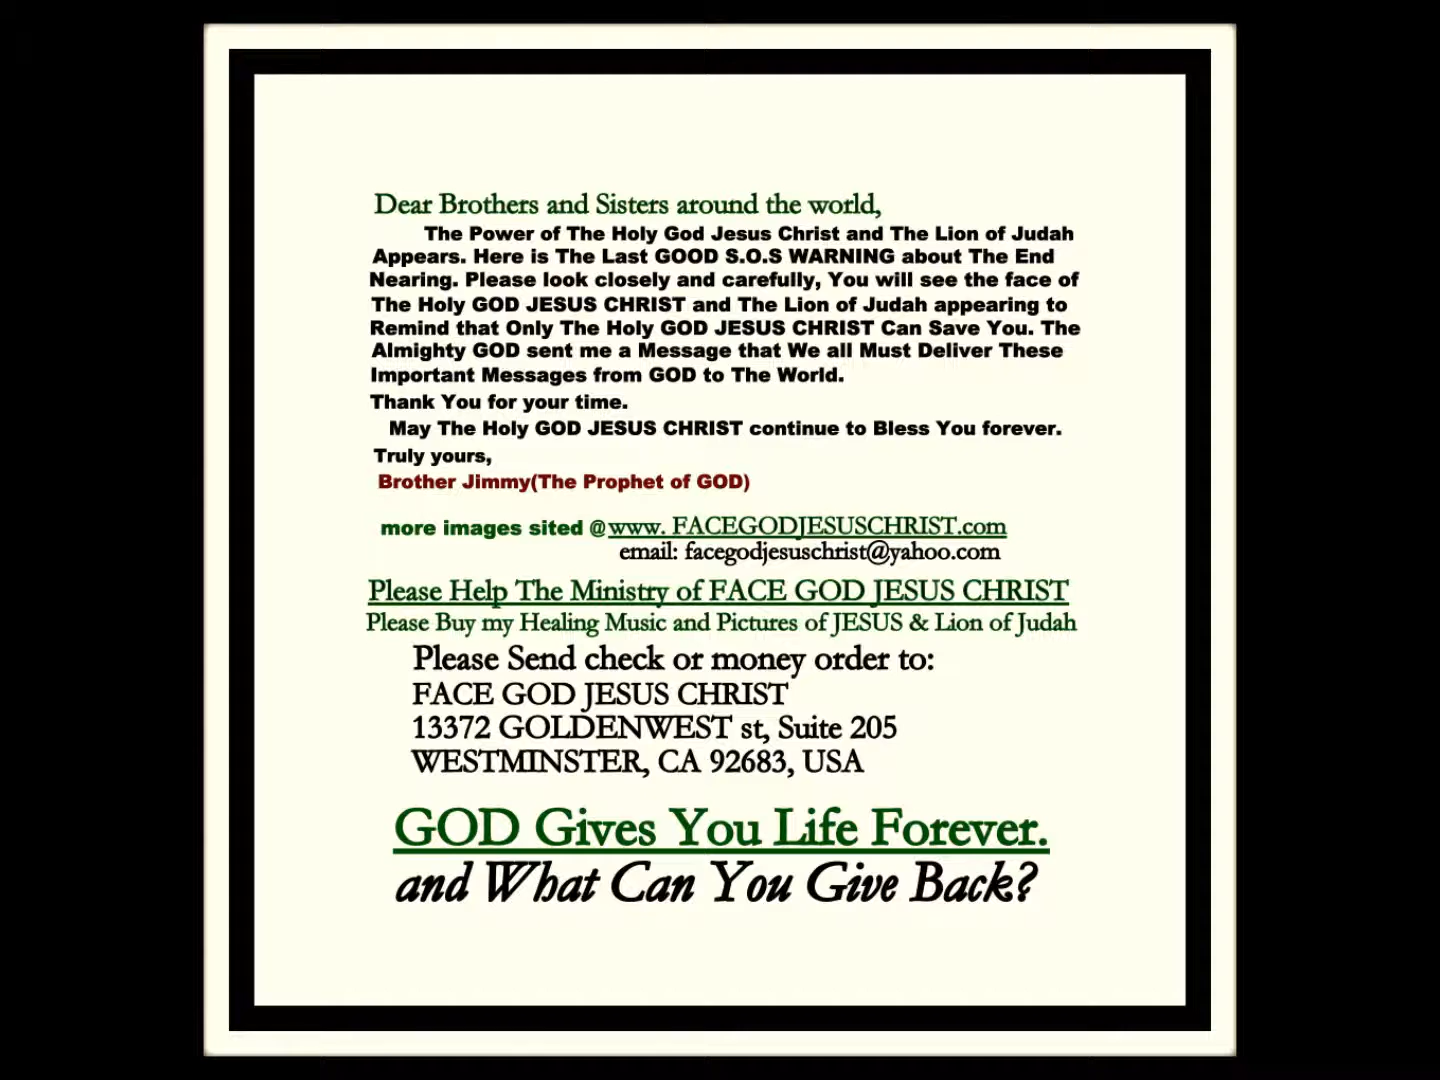 Dear Brothers and Sisters around the world,
The Power of The Holy God Jesus Christ and The Lion of Judah
Appears. Here is The Last GOOD S.O.S WARNING about The End
Nearing. Please look closely and carefully, You will see the face of
The Holy GOD JESUS CHRIST and The Lion of Judah appearing to
Remind that Only The Holy GOD JESUS CHRIST Can Save You. The
Almighty GOD sent me a Message that We all Must Deliver These
Important Messages from GOD to The World.
Thank You for your time.
May The Holy GOD JESUS CHRIST continue to Bless You forever.
Truly yours,
Brother Jimmy(The Prophet of GOD)
more images sited @www. FACEGODJESUSCHRIST.com
email: facegodjesuschrist@yahoo.com
Please Help The Ministry of FACE GOD JESUS CHRIST
Please Buy my Healing Music and Pictures of JESUS & Lion of Judah
Please Send check or money order to:
FACE GOD JESUS CHRIST
13372 GOLDENWEST st, Suite 205
WESTMINSTER, CA 92683, USA
GOD Gives You Life Forever.
and What Can You Give Back?